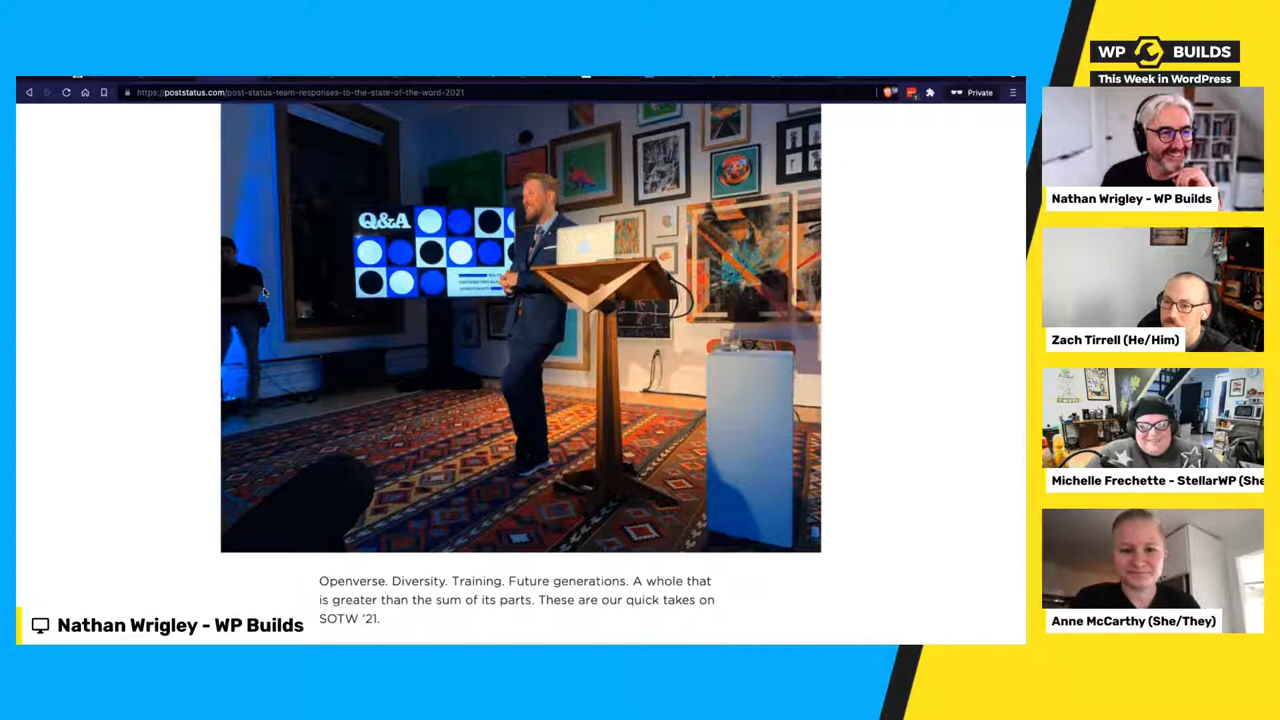 WP BUILDS
This Week in WordPress
https://poststatus.com/post-status-team-responses-to-the-state-of-the-word-2021
Private
Q&A
Openverse. Diversity. Training. Future generations. A whole that
is greater than the sum of its parts. These are our quick takes on
SOTW '21.
Nathan Wrigley - WP Builds
Nathan Wrigley - WP Builds
Zach Tirrell (He/Him)
Michelle Frechette - StellarWP (She
Anne McCarthy (She/They)